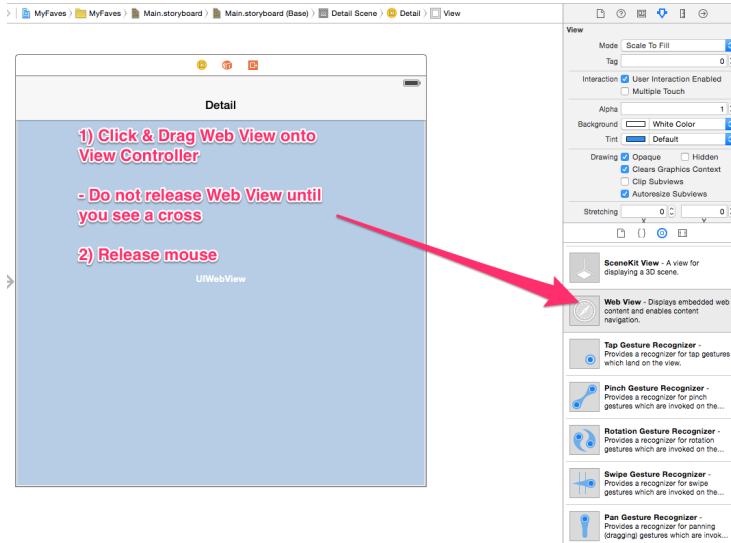 MyFaves
MyFaves
Main.storyboard
Main.storyboard (Base)
Detail Scene
Detail
View
Detail
1) Click & Drag Web View onto
View Controller
- Do not release Web View until
you see a cross
2) Release mouse
UIWebView
View
Mode Scale To Fill
Tag 0
Interaction User Interaction Enabled
Multiple Touch
Alpha 1
Background White Color
Tint Default
Drawing Opaque Hidden
Clears Graphics Context
Clip Subviews
Autoresize Subviews
Stretching 0 0
X Y
SceneKit View - A view for
displaying a 3D scene.
Web View - Displays embedded web
content and enables content
navigation.
Tap Gesture Recognizer -
Provides a recognizer for tap gestures
which land on the view.
Pinch Gesture Recognizer -
Provides a recognizer for pinch
gestures which are invoked on the...
Rotation Gesture Recognizer -
Provides a recognizer for rotation
gestures which are invoked on the...
Swipe Gesture Recognizer -
Provides a recognizer for swipe
gestures which are invoked on the...
Pan Gesture Recognizer -
Provides a recognizer for panning
(dragging) gestures which are invok...